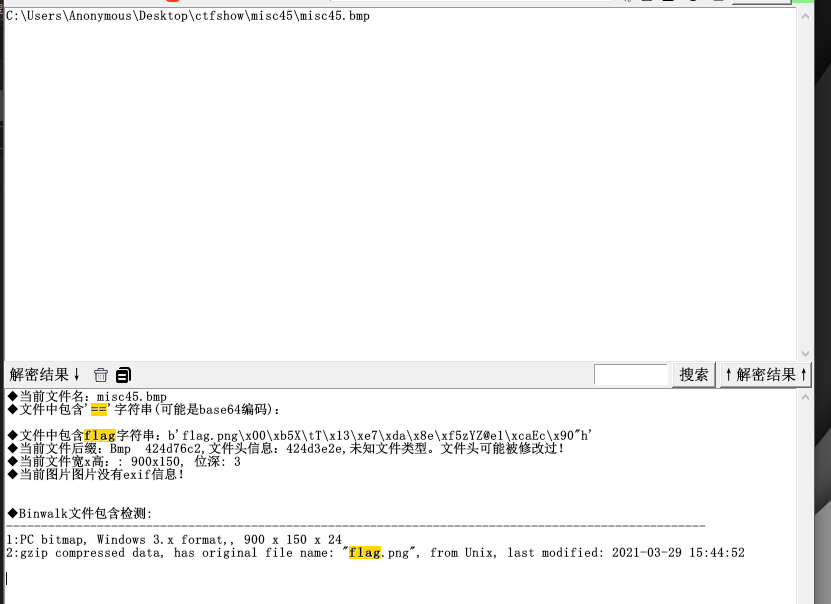 C:\Users\Anonymous\Desktop\ctfshow\misc45\misc45.bmp
解密结果↓ 搜索 ↑解密结果↑
◆当前文件名：misc45.bmp
◆文件中包含'=='字符串(可能是base64编码)：
◆文件中包含flag字符串：b'flag.png\x00\xb5X\tT\x13\xe7\xda\x8e\xf5zYZ@el\xcaEc\x90"h'
◆当前文件后缀：Bmp  424d76c2,文件头信息：424d3e2e,未知文件类型。文件头可能被修改过！
◆当前文件宽x高：: 900x150, 位深: 3
◆当前图片图片没有exif信息！
◆Binwalk文件包含检测:
----------------------------------------------------------------------------------------------------
1:PC bitmap, Windows 3.x format,, 900 x 150 x 24
2:gzip compressed data, has original file name: "flag.png", from Unix, last modified: 2021-03-29 15:44:52